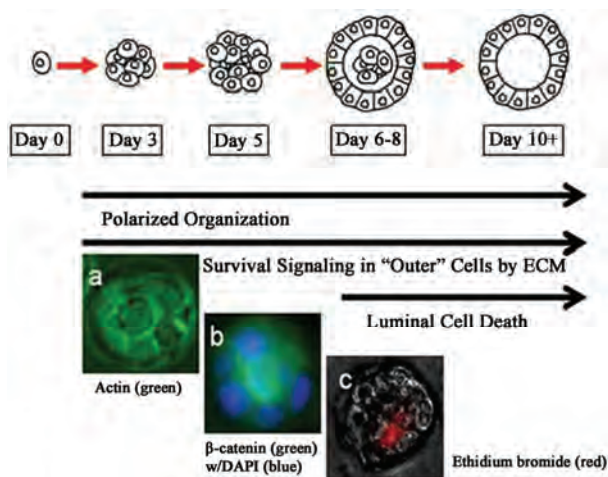 Day 0
Day 3
Day 5
Day 6-8
Day 10+
Polarized Organization
Survival Signaling in “Outer” Cells by ECM
Luminal Cell Death
a
Actin (green)
b
β-catenin (green)
w/DAPI (blue)
c
Ethidium bromide (red)